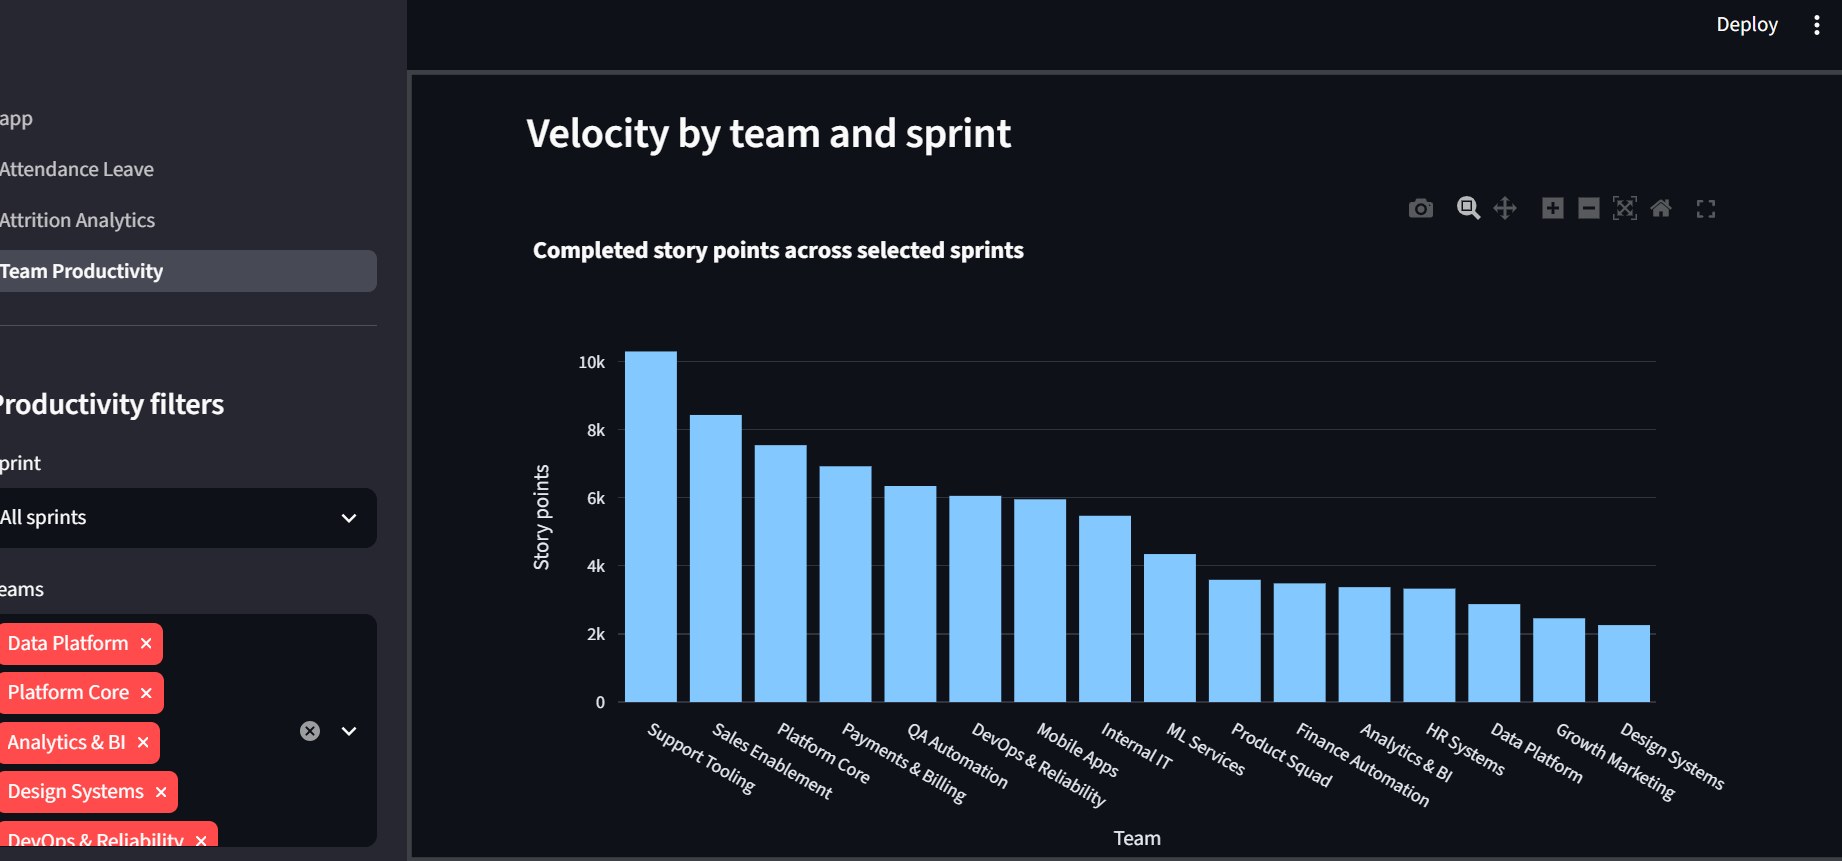 Deploy
app
Attendance Leave
Attrition Analytics
Team Productivity
Productivity filters
print
All sprints
eams
Data Platform ×
Platform Core ×
Analytics & BI ×
Design Systems ×
DevOps & Reliability ×
Velocity by team and sprint
Completed story points across selected sprints
10k
8k
6k
4k
2k
0
Story points
Support Tooling
Sales Enablement
Platform Core
Payments & Billing
QA Automation
DevOps & Reliability
Mobile Apps
Internal IT
ML Services
Product Squad
Finance Automation
Analytics & BI
HR Systems
Data Platform
Growth Marketing
Design Systems
Team